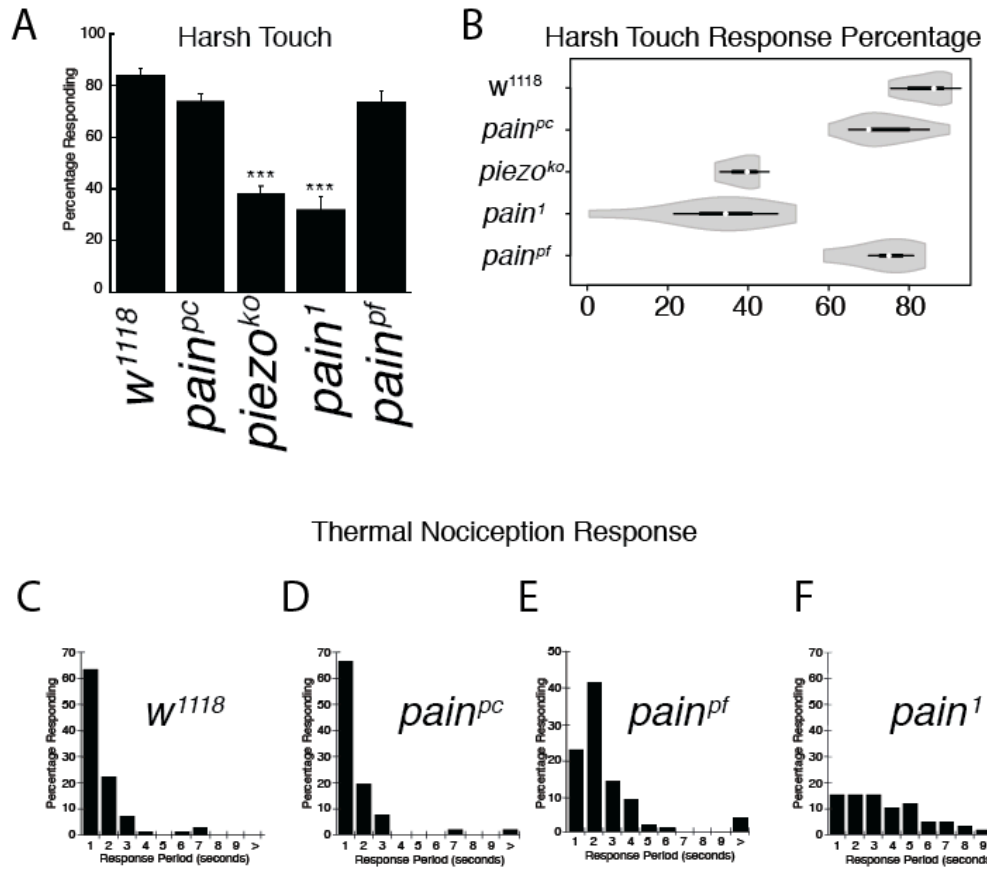 A
Harsh Touch
Percentage Responding
100
80
60
40
20
0
***
***
w1118
painpc
piezoko
pain1
painpf
B
Harsh Touch Response Percentage
w1118
painpc
piezoko
pain1
painpf
0 20 40 60 80
Thermal Nociception Response
C
Percentage Responding
70
60
50
40
30
20
10
0
w1118
1 2 3 4 5 6 7 8 9 >
Response Period (seconds)
D
Percentage Responding
70
60
50
40
30
20
10
0
painpc
1 2 3 4 5 6 7 8 9 >
Response Period (seconds)
E
Percentage Responding
50
40
30
20
10
0
painpf
1 2 3 4 5 6 7 8 9 >
Response Period (seconds)
F
Percentage Responding
70
60
50
40
30
20
10
0
pain1
1 2 3 4 5 6 7 8 9
Response Period (seconds